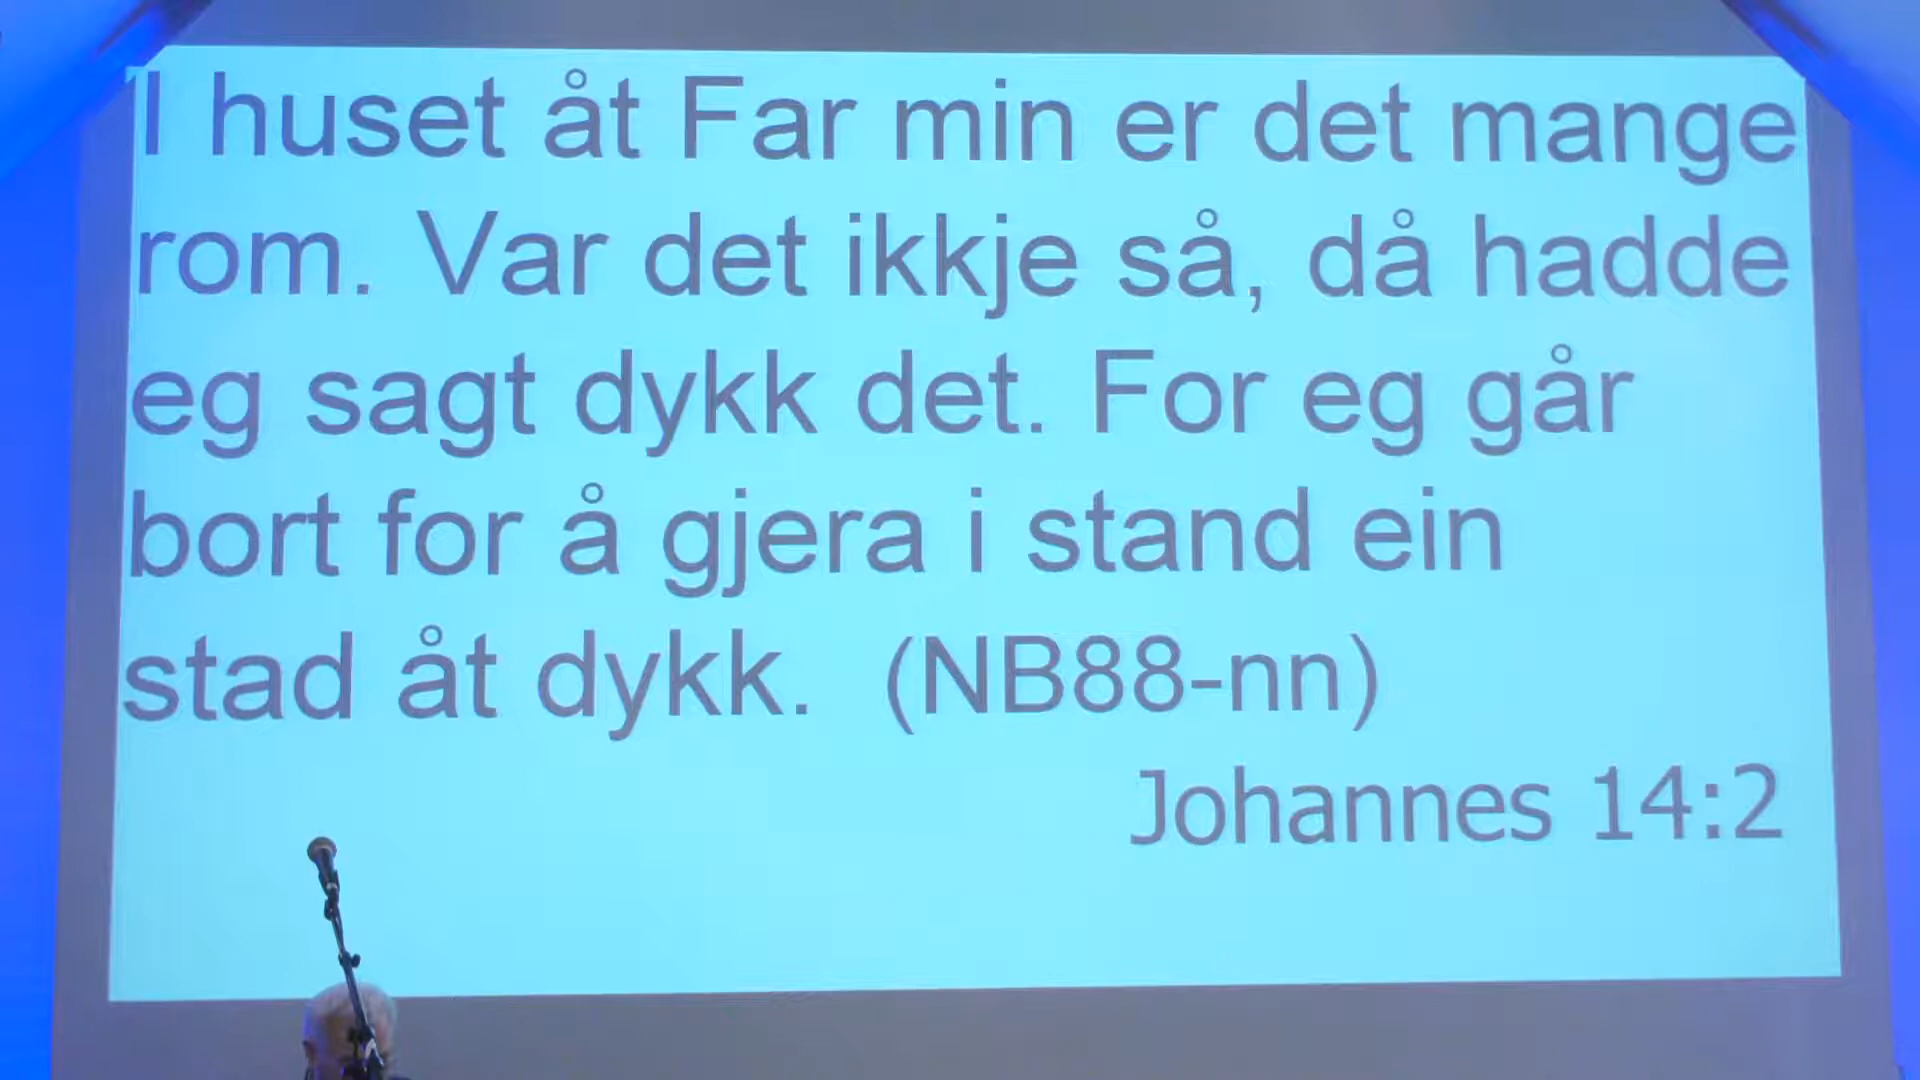 I huset åt Far min er det mange
rom. Var det ikkje så, då hadde
eg sagt dykk det. For eg går
bort for å gjera i stand ein
stad åt dykk. (NB88-nn)
Johannes 14:2